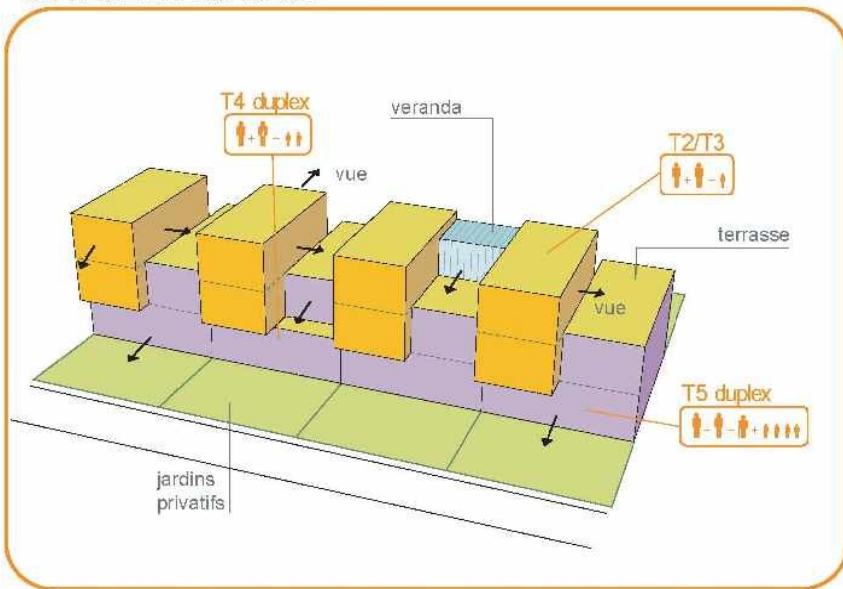 T4 duplex
veranda
T2/T3
vue
terrasse
vue
T5 duplex
jardins
privatifs